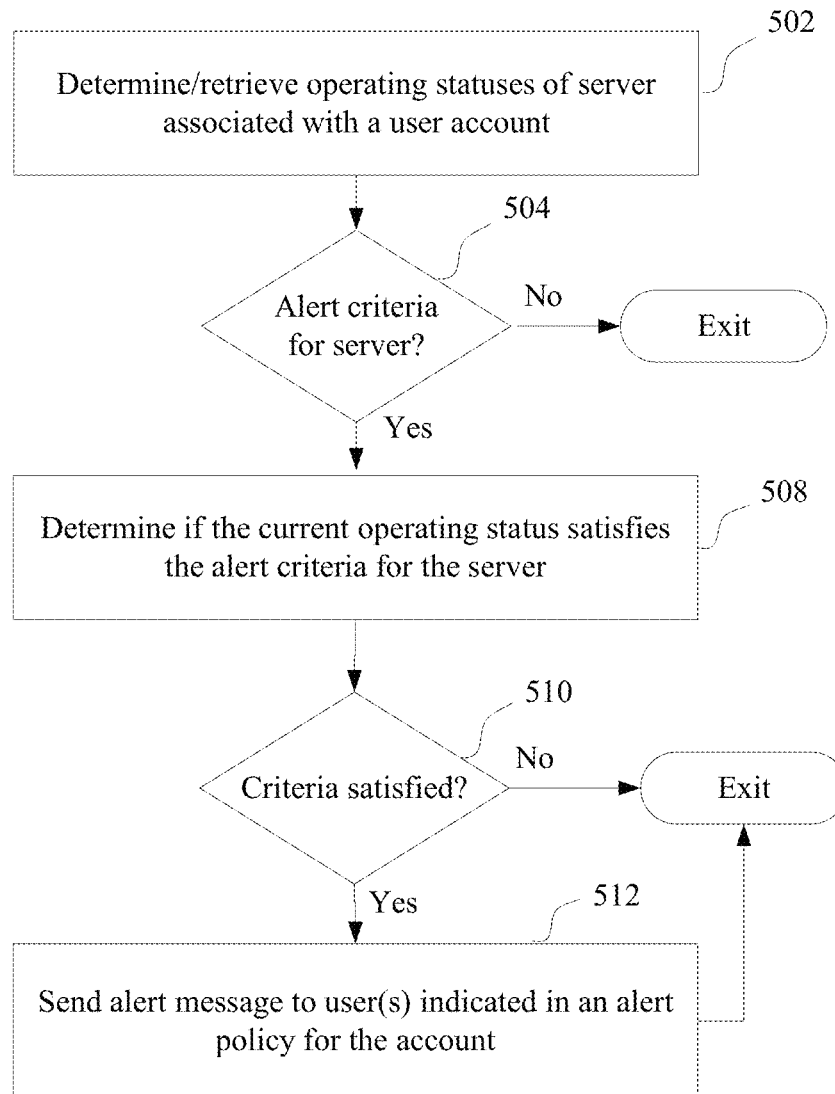 502
Determine/retrieve operating statuses of server
associated with a user account
504
Alert criteria
for server?
No
Exit
Yes
508
Determine if the current operating status satisfies
the alert criteria for the server
510
Criteria satisfied?
No
Exit
Yes
512
Send alert message to user(s) indicated in an alert
policy for the account